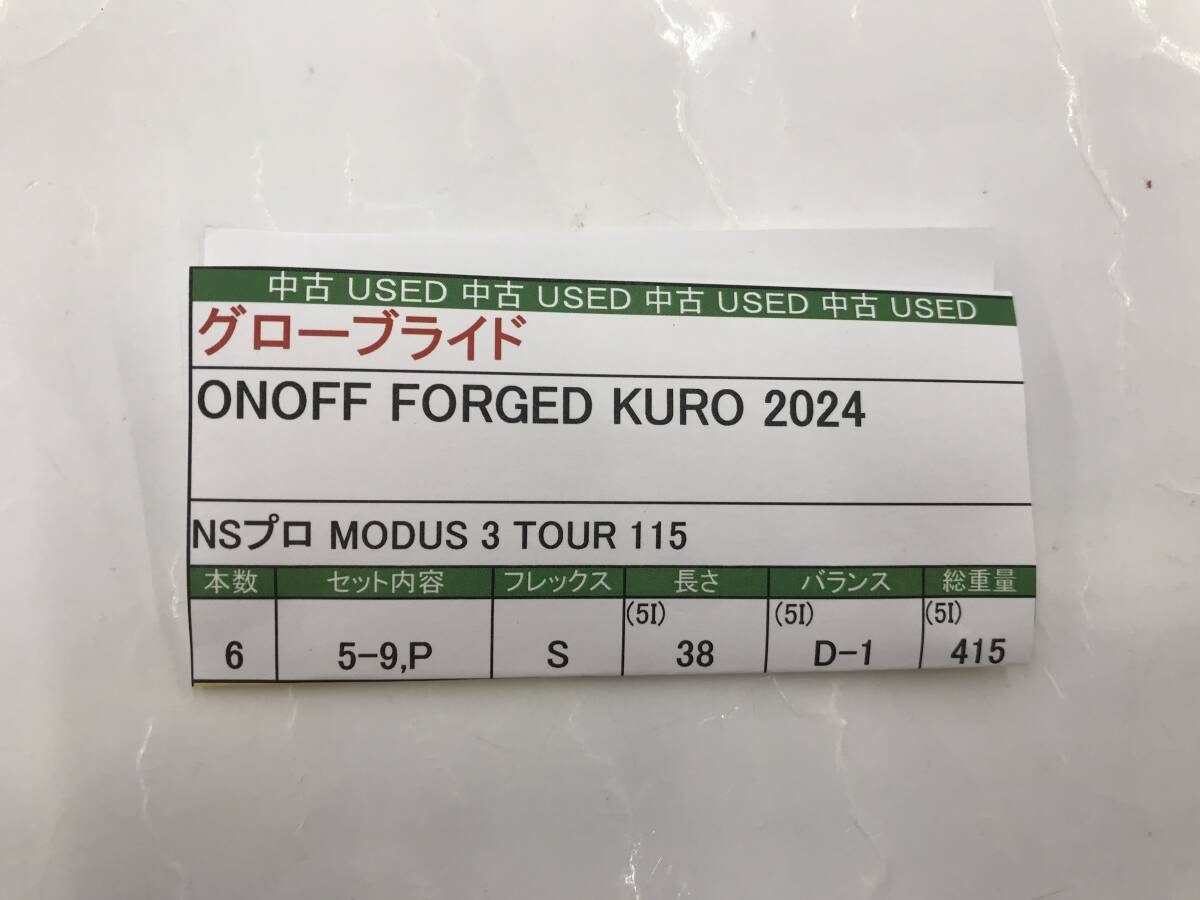 中古 USED 中古 USED 中古 USED 中古 USED
グローブライド
ONOFF FORGED KURO 2024
NSプロ MODUS 3 TOUR 115
本数 セット内容 フレックス 長さ バランス 総重量
(5I) (5I) (5I)
6 5-9,P S 38 D-1 415